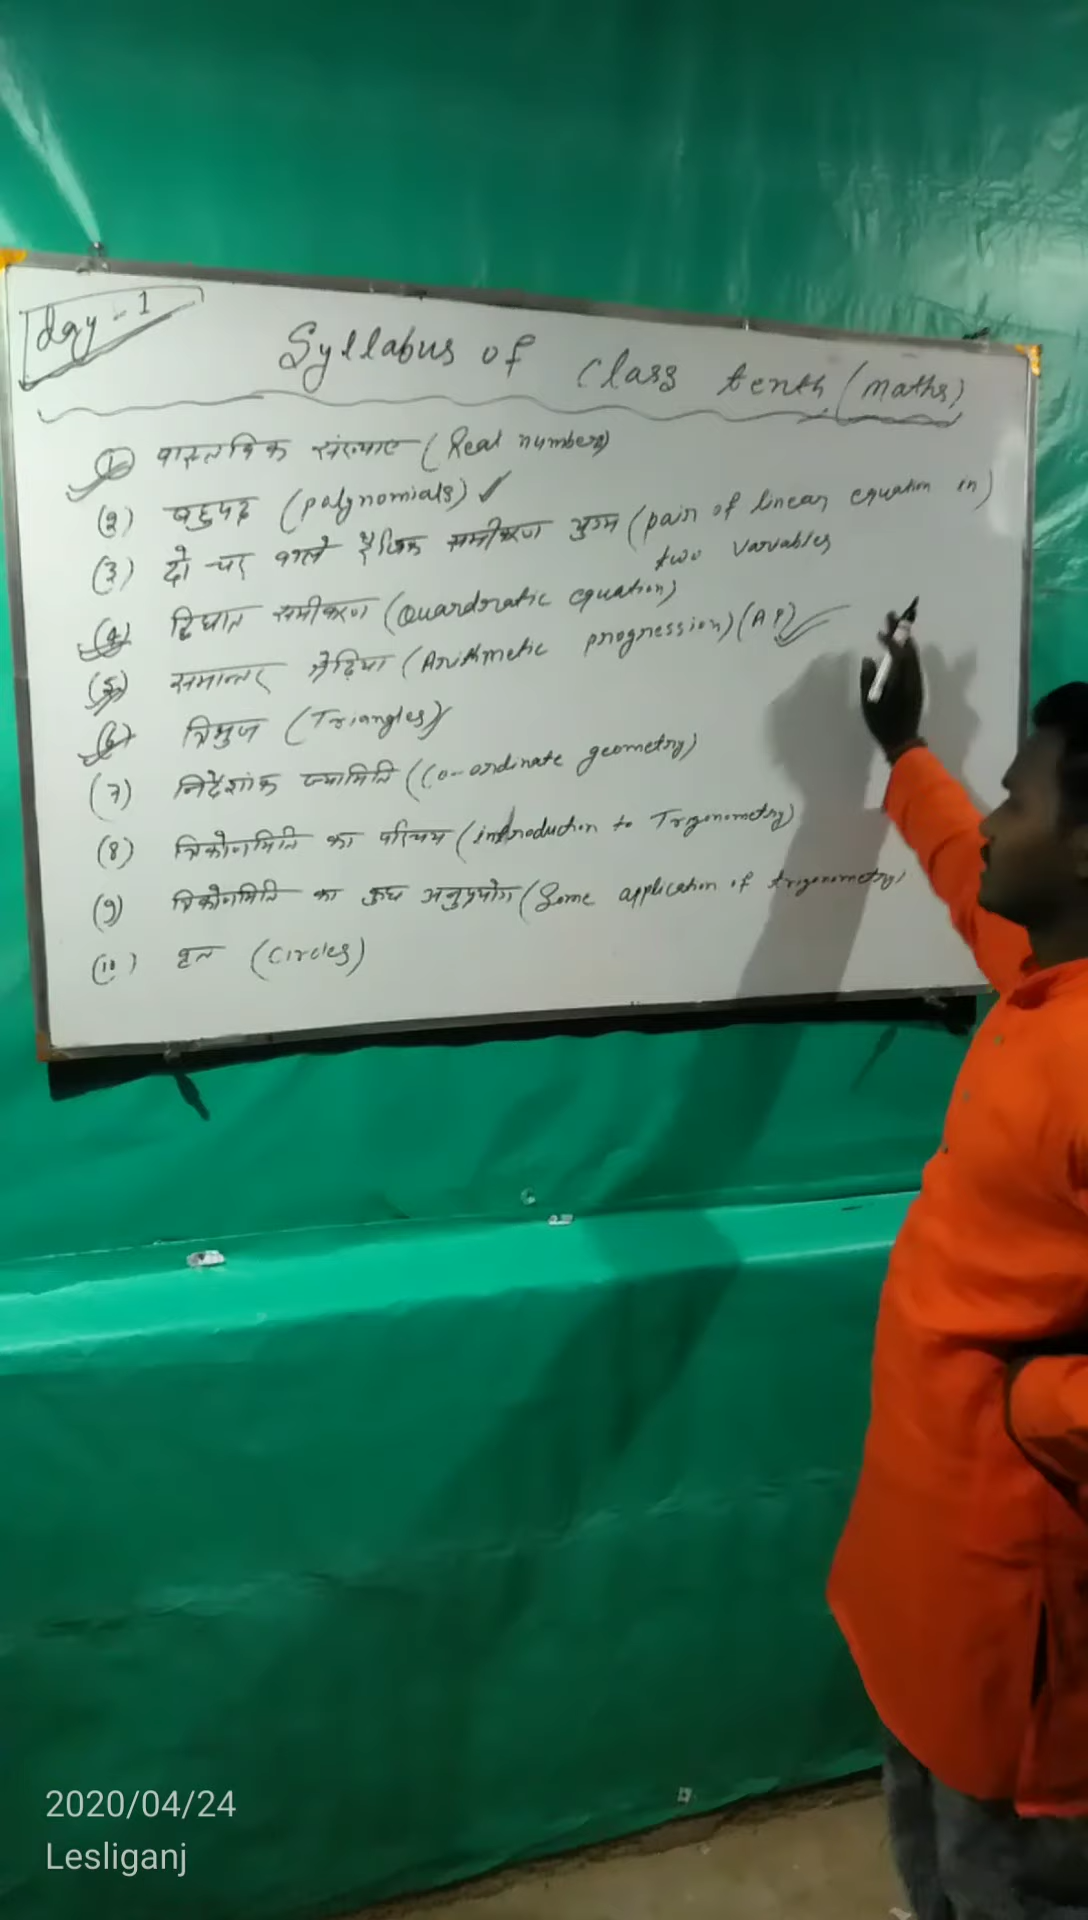 day - 1
Syllabus of class tenth (maths)
(1) वास्तविक संख्याए (Real numbers)
(2) बहुपद (polynomials) ✓
(3) दो चर वाले रैखिक समीकरण युग्म (pair of linear equation in)
two variables
(4) द्विघात समीकरण (Quardratic equation)
(5) समान्तर श्रेढ़िया (Arithmetic progression) (A P) ✓
(6) त्रिभुज (Triangles)
(7) निर्देशांक ज्यामिति (Co-ordinate geometry)
(8) त्रिकोणमिति का परिचय (introduction to Trigonometry)
(9) त्रिकोणमिति का कुछ अनुप्रयोग (Some application of trigonometry)
(10) वृत (Circles)
2020/04/24
Lesliganj